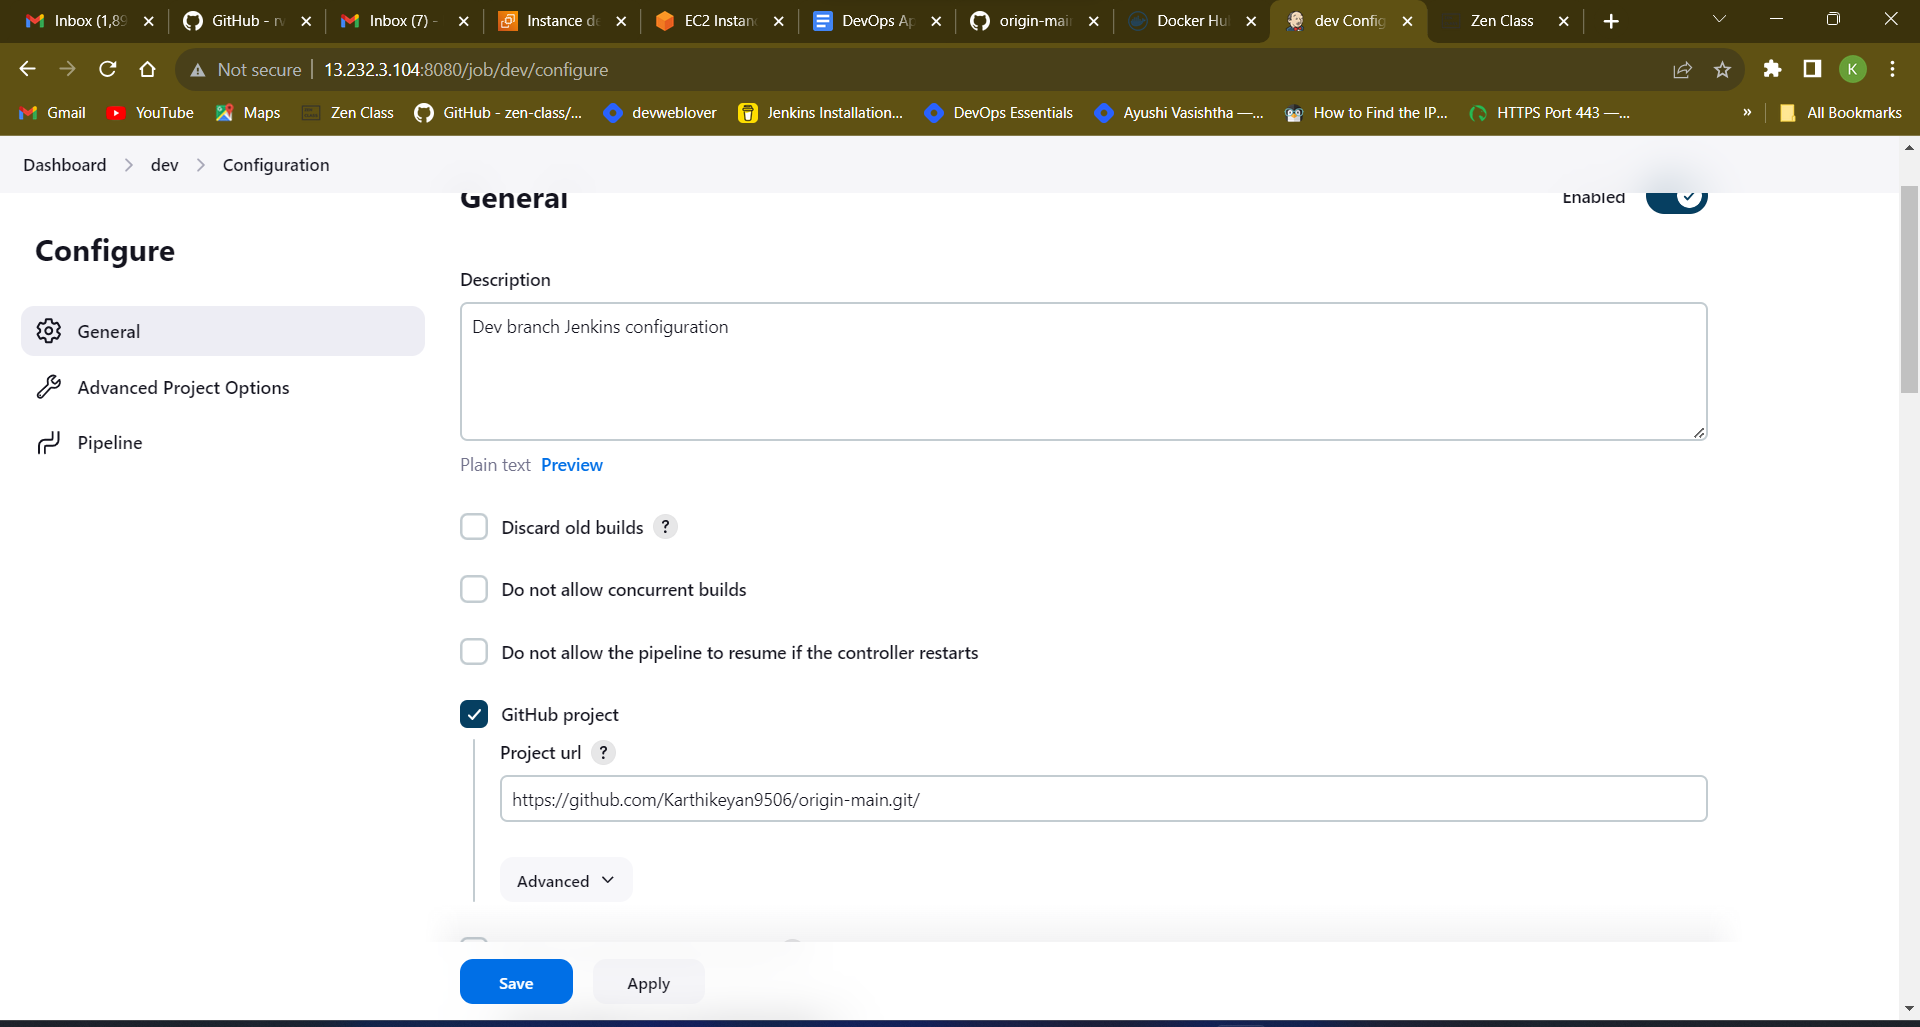 Inbox (1,89
GitHub - rv
Inbox (7) -
Instance de
EC2 Instan
DevOps Ap
origin-main
Docker Hu
dev Config
Zen Class
Not secure
13.232.3.104:8080/job/dev/configure
K
Gmail
YouTube
Maps
Zen Class
GitHub - zen-class/...
devweblover
Jenkins Installation...
DevOps Essentials
Ayushi Vasishtha —...
How to Find the IP...
HTTPS Port 443 —...
»
All Bookmarks
Dashboard
dev
Configuration
General
Enabled
Configure
General
Advanced Project Options
Pipeline
Description
Dev branch Jenkins configuration
Plain text Preview
Discard old builds ?
Do not allow concurrent builds
Do not allow the pipeline to resume if the controller restarts
GitHub project
Project url ?
https://github.com/Karthikeyan9506/origin-main.git/
Advanced
Save
Apply